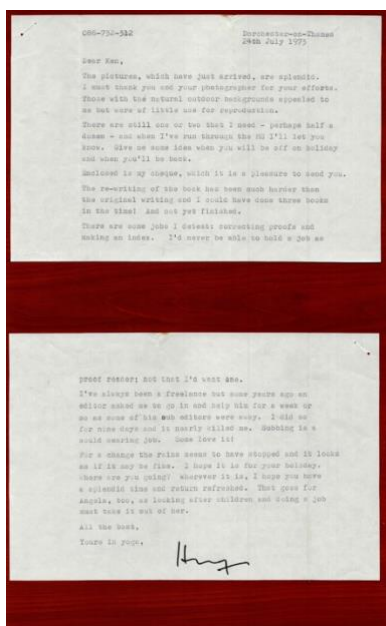 086-732-312 Dorchester-on-Thames
24th July 1973
Dear Ken,
The pictures, which have just arrived, are splendid.
I must thank you and your photographer for your efforts.
Those with the natural outdoor backgrounds appealed to
me but were of little use for reproduction.
There are still one or two that I need - perhaps half a
dozen - and when I've run through the MS I'll let you
know. Give me some idea when you will be off on holiday
and when you'll be back.
Enclosed is my cheque, which it is a pleasure to send you.
The re-writing of the book has been much harder than
the original writing and I could have done three books
in the time! And not yet finished.
There are some jobs I detest: correcting proofs and
making an index. I'd never be able to hold a job as
proof reader; not that I'd want one.
I've always been a freelance but some years ago an
editor asked me to go in and help him for a week or
so as some of his sub editors were away. I did so
for nine days and it nearly killed me. Subbing is a
mending job. Some love it!
For a change the rains seems to have stopped and it looks
as if it may be fine. I hope it is for your holiday.
Where are you going? Wherever it is, I hope you have
a splendid time and return refreshed. That goes for
Angela, too, as looking after children and doing a job
must take it out of her.
All the best,
Yours in yoga,